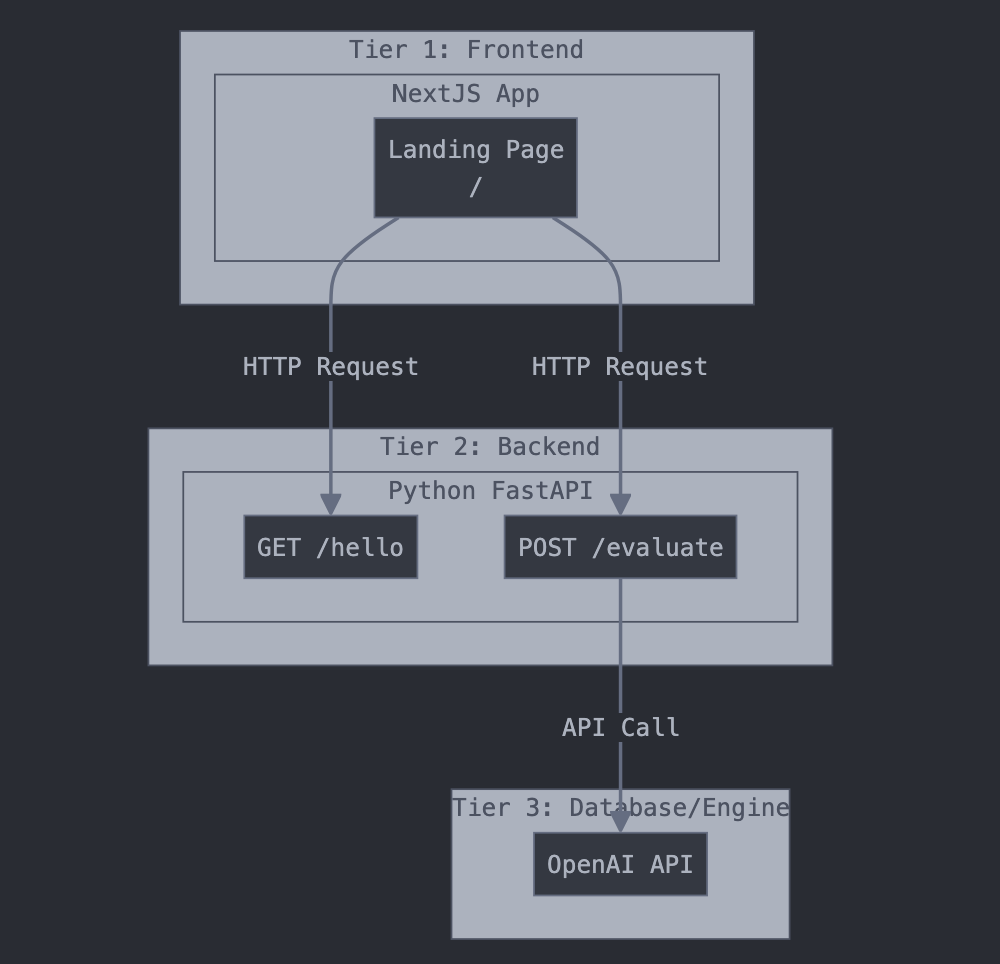 Tier 1: Frontend
NextJS App
Landing Page
/
HTTP Request
HTTP Request
Tier 2: Backend
Python FastAPI
GET /hello
POST /evaluate
API Call
Tier 3: Database/Engine
OpenAI API